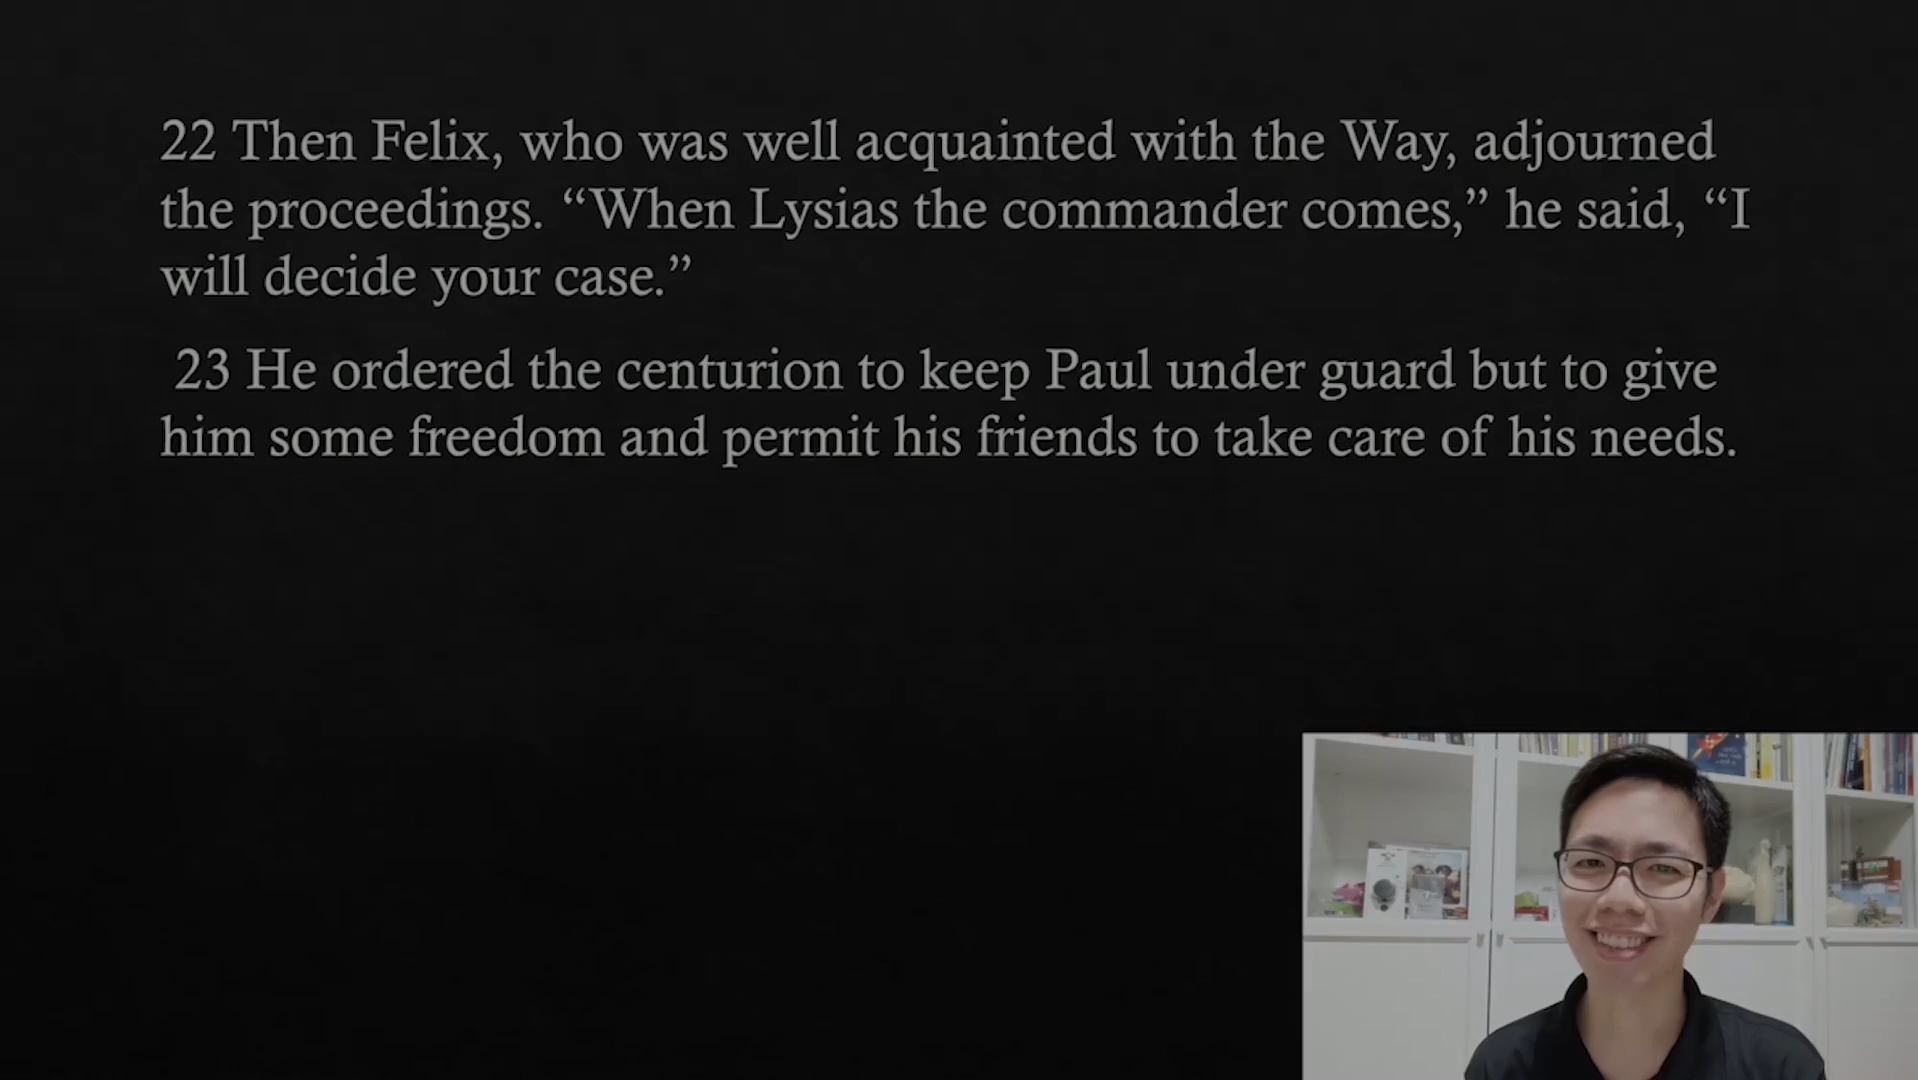 22 Then Felix, who was well acquainted with the Way, adjourned
the proceedings. “When Lysias the commander comes,” he said, “I
will decide your case.”
23 He ordered the centurion to keep Paul under guard but to give
him some freedom and permit his friends to take care of his needs.